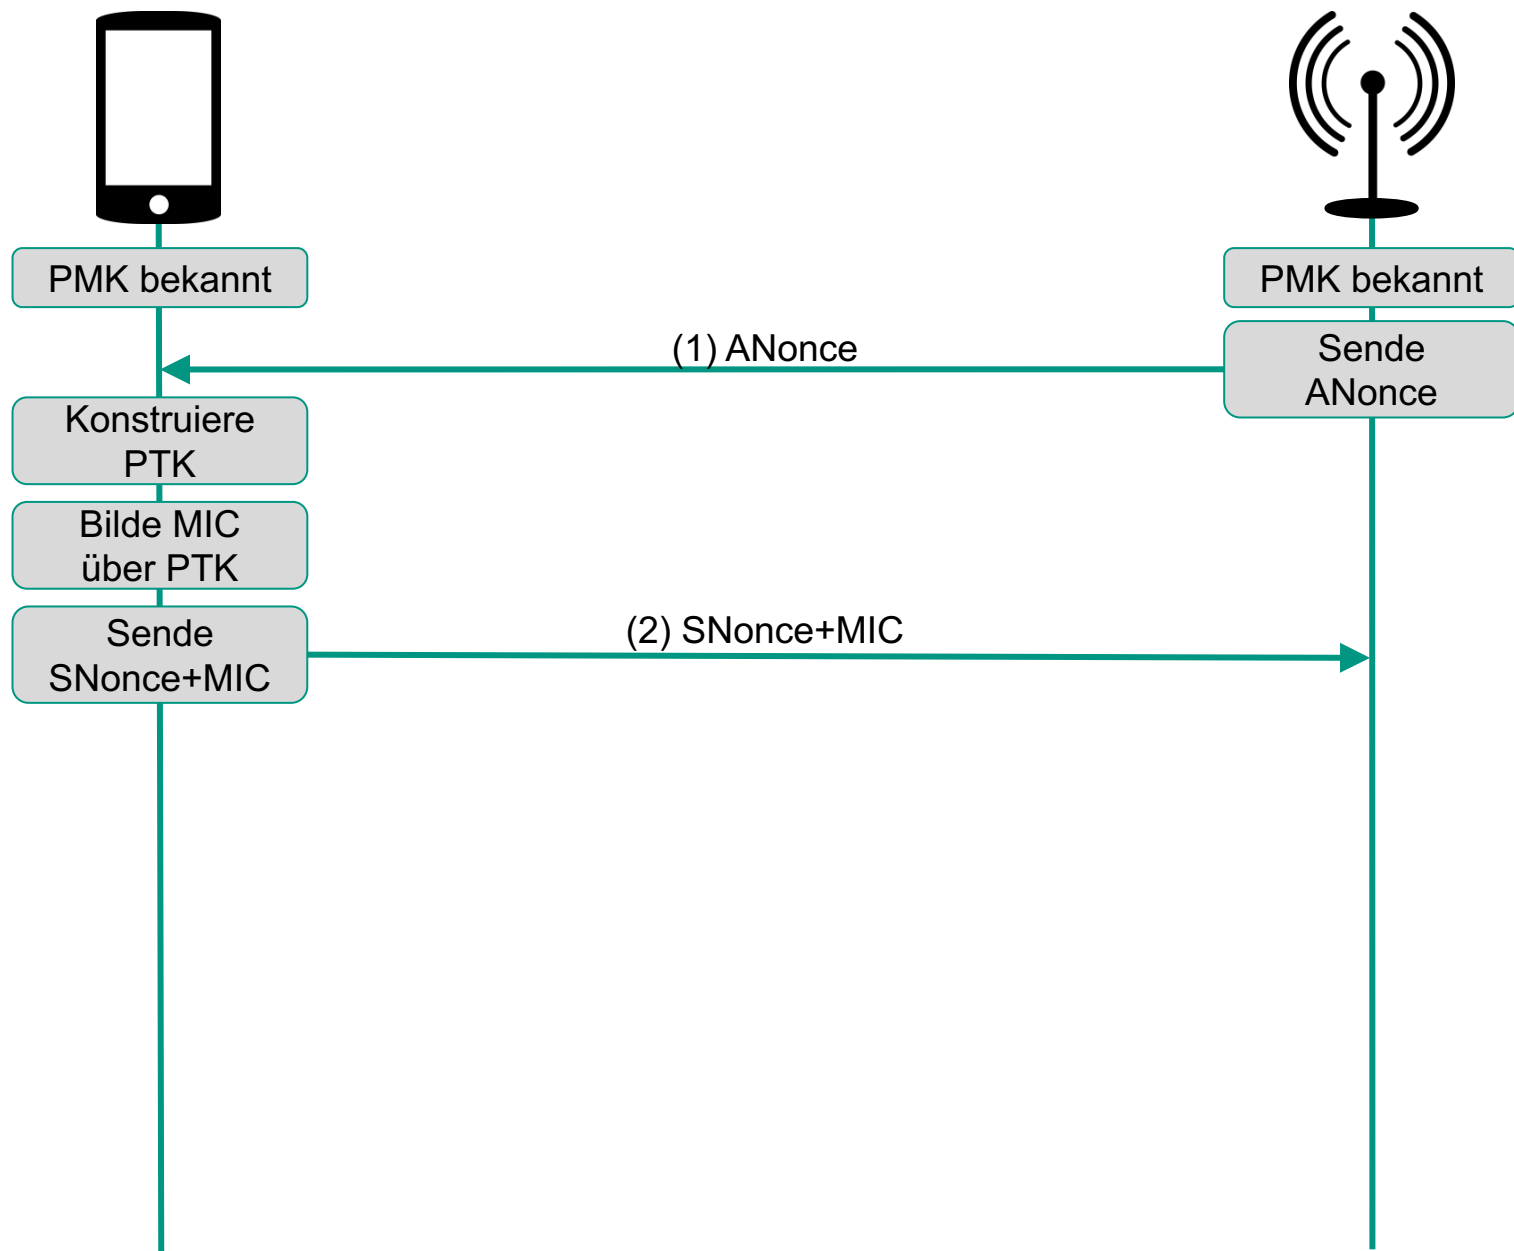 PMK bekannt
PMK bekannt
(1) ANonce
Sende
ANonce
Konstruiere
PTK
Bilde MIC
über PTK
Sende
SNonce+MIC
(2) SNonce+MIC